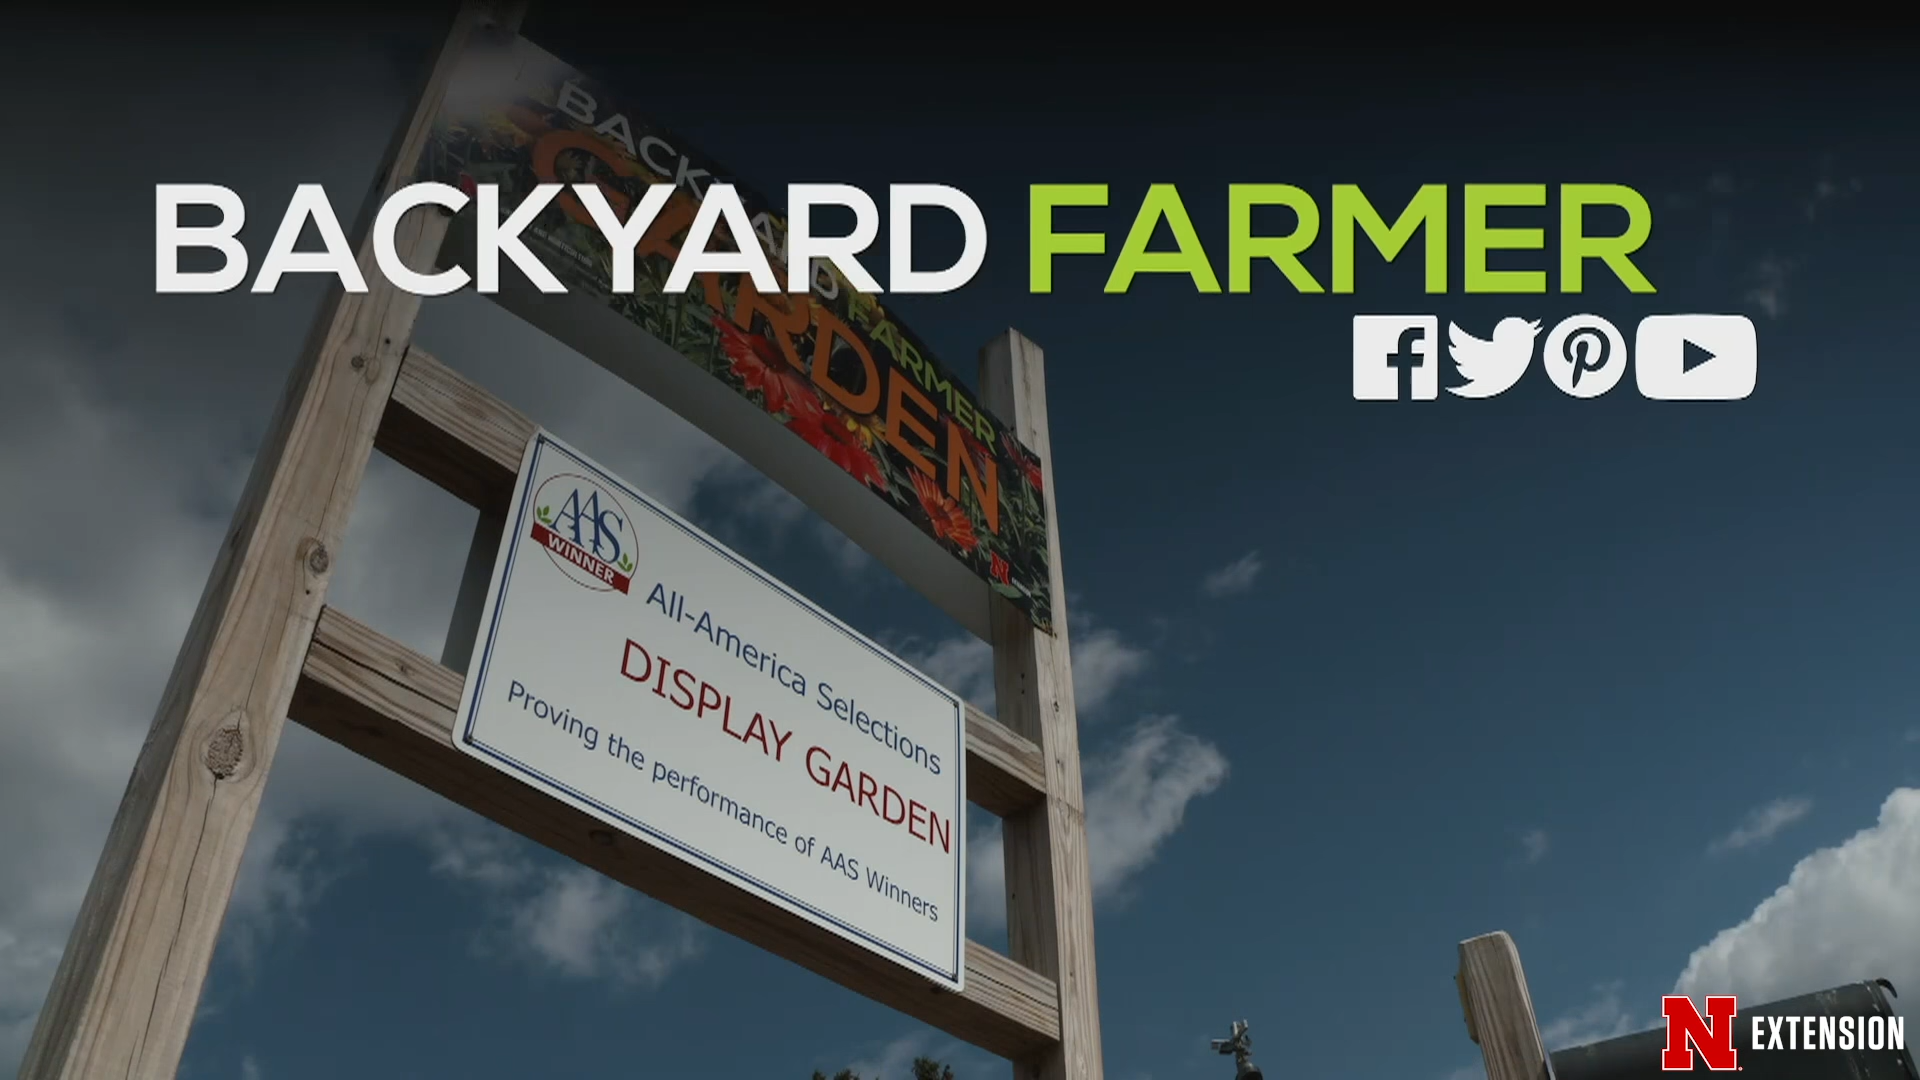 BACKYARD FARMER
BACKYARD FARMER
GARDEN
AAS
WINNER
All-America Selections
DISPLAY GARDEN
Proving the performance of AAS Winners
N EXTENSION